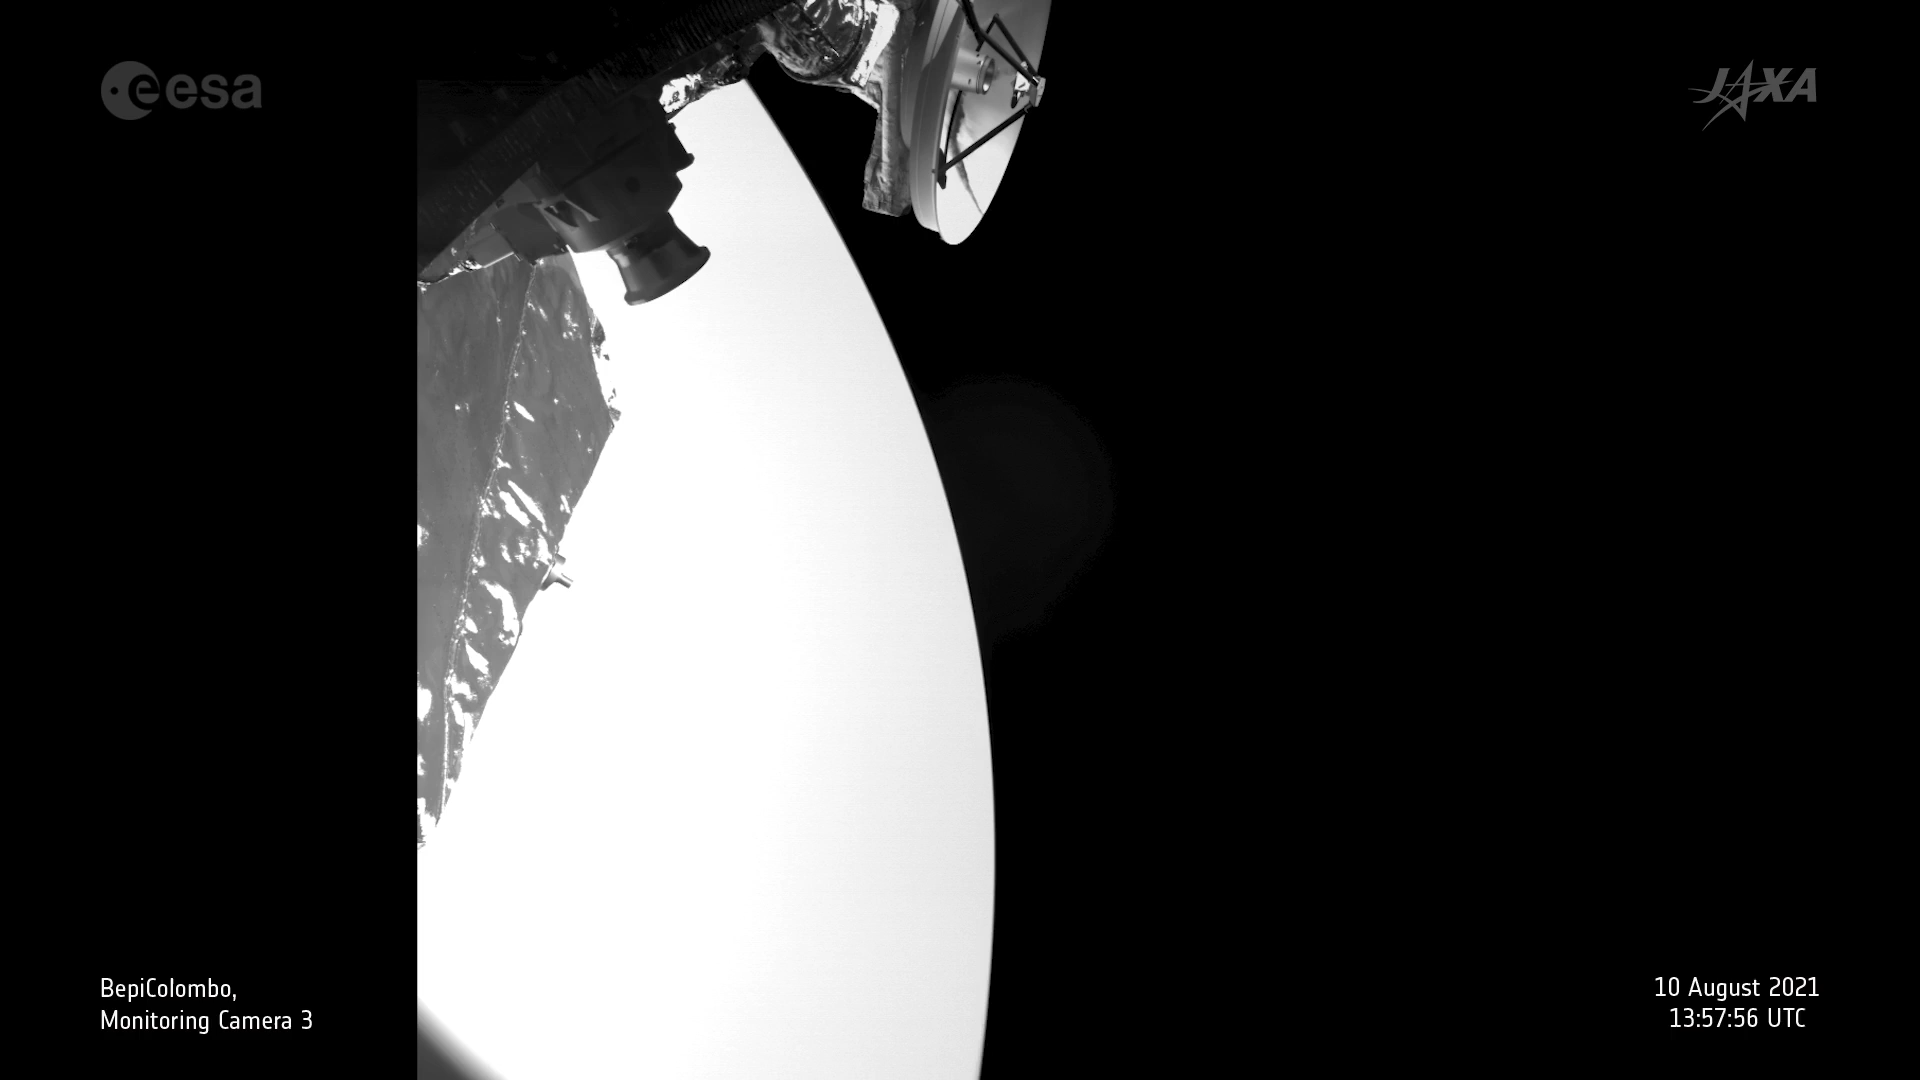 esa
JAXA
BepiColombo,
Monitoring Camera 3
10 August 2021
13:57:56 UTC